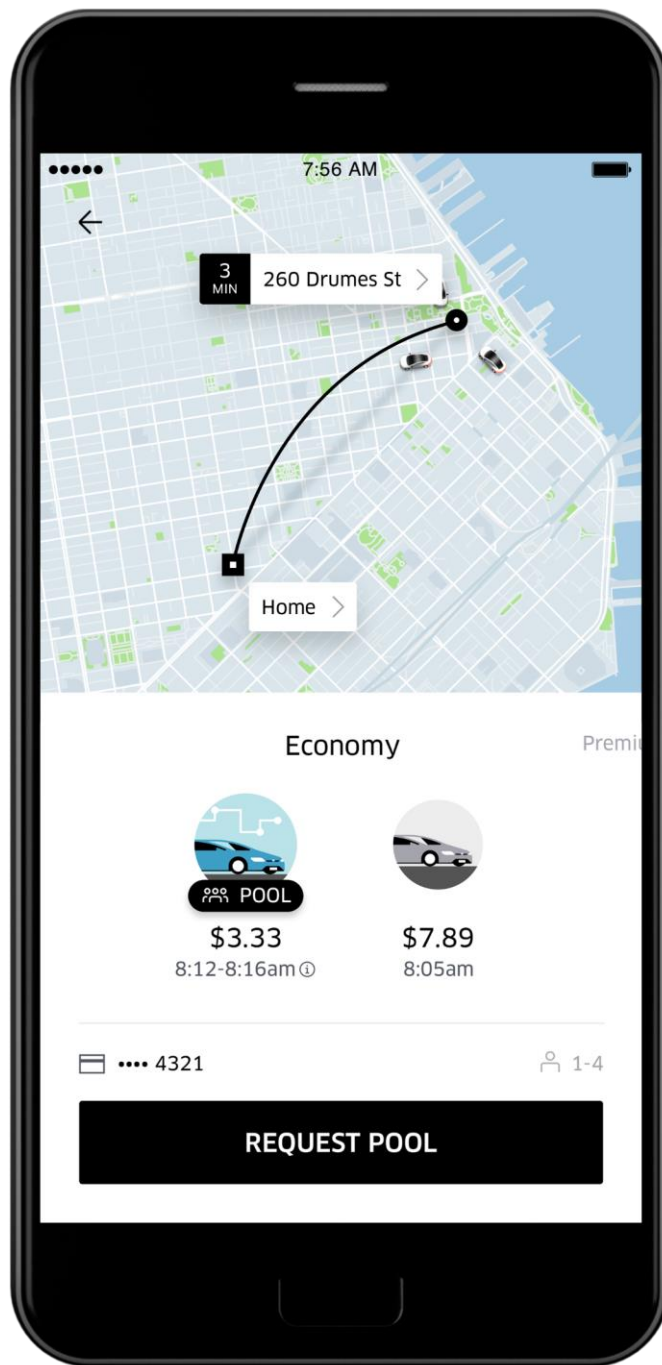 7:56 AM
3
MIN
260 Drumes St
Home
Economy
Premiu
POOL
$3.33
$7.89
8:12-8:16am
8:05am
•••• 4321
1-4
REQUEST POOL